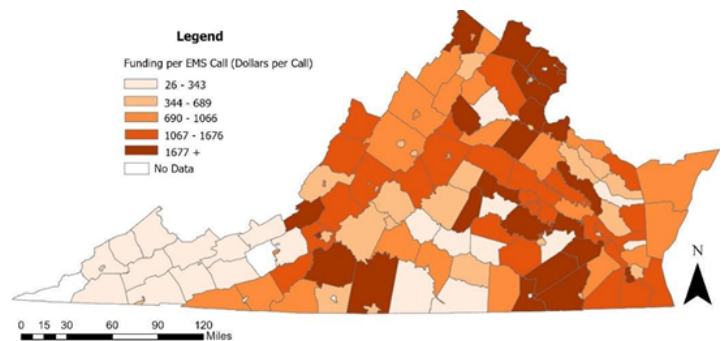 Legend
Funding per EMS Call (Dollars per Call)
26 - 343
344 - 689
690 - 1066
1067 - 1676
1677 +
No Data
N
0 15 30 60 90 120
Miles